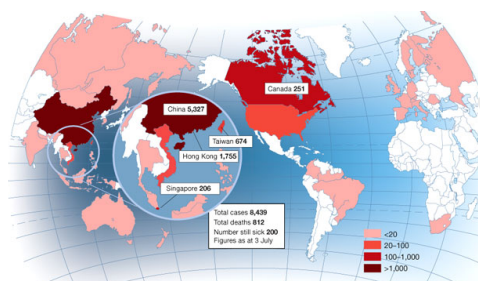 Canada 251
China 5,327
Taiwan 674
Hong Kong 1,755
Singapore 206
Total cases 8,439
Total deaths 812
Number still sick 200
Figures as at 3 July
<20
20–100
100–1,000
>1,000